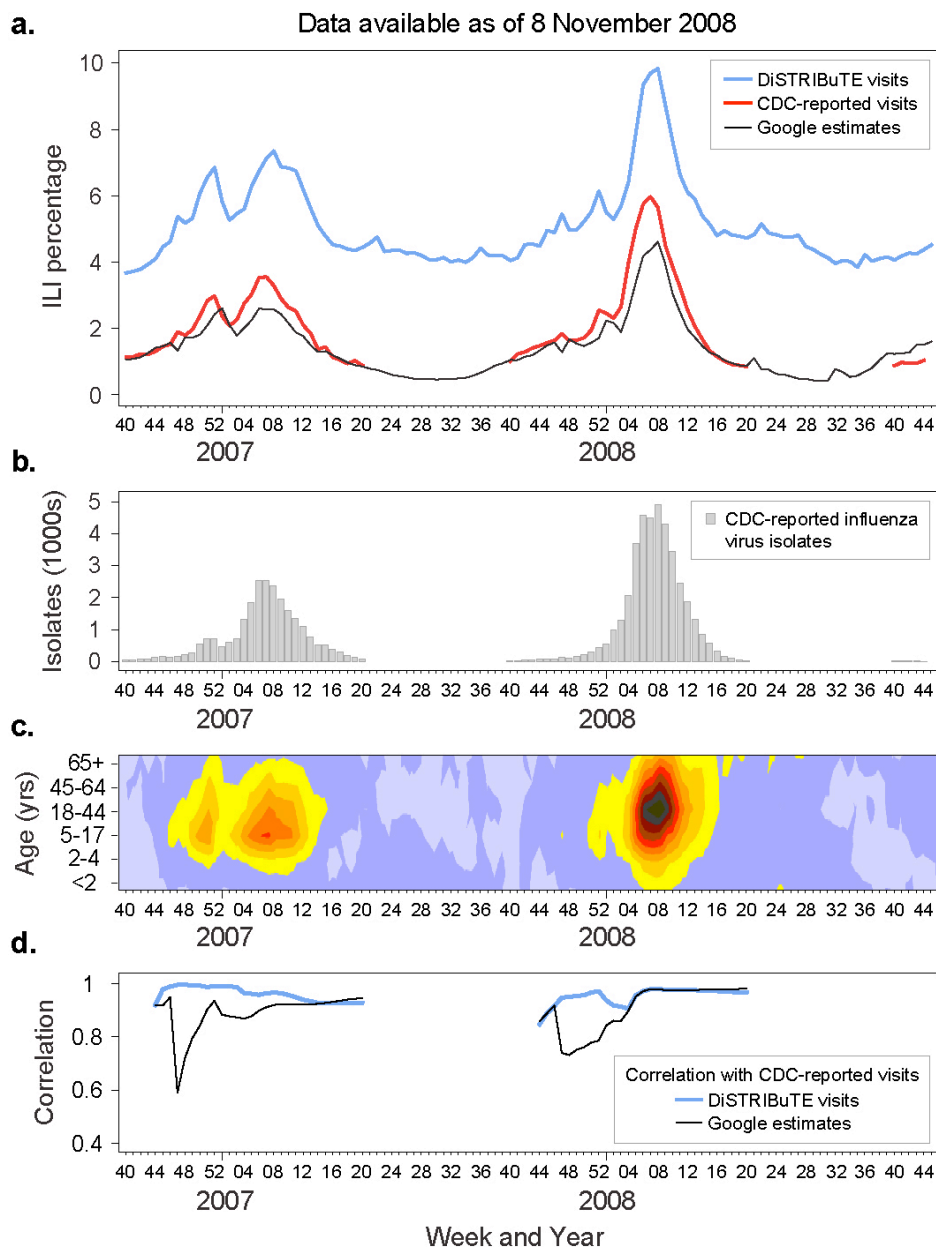 a.
Data available as of 8 November 2008
ILI percentage
10
8
6
4
2
0
DiSTRIBuTE visits
CDC-reported visits
Google estimates
40 44 48 52 04 08 12 16 20 24 28 32 36 40 44 48 52 04 08 12 16 20 24 28 32 36 40 44
2007 2008
b.
Isolates (1000s)
5
4
3
2
1
0
CDC-reported influenza
virus isolates
40 44 48 52 04 08 12 16 20 24 28 32 36 40 44 48 52 04 08 12 16 20 24 28 32 36 40 44
2007 2008
c.
Age (yrs)
65+
45-64
18-44
5-17
2-4
<2
40 44 48 52 04 08 12 16 20 24 28 32 36 40 44 48 52 04 08 12 16 20 24 28 32 36 40 44
2007 2008
d.
Correlation
1
0.8
0.6
0.4
Correlation with CDC-reported visits
DiSTRIBuTE visits
Google estimates
40 44 48 52 04 08 12 16 20 24 28 32 36 40 44 48 52 04 08 12 16 20 24 28 32 36 40 44
2007 2008
Week and Year